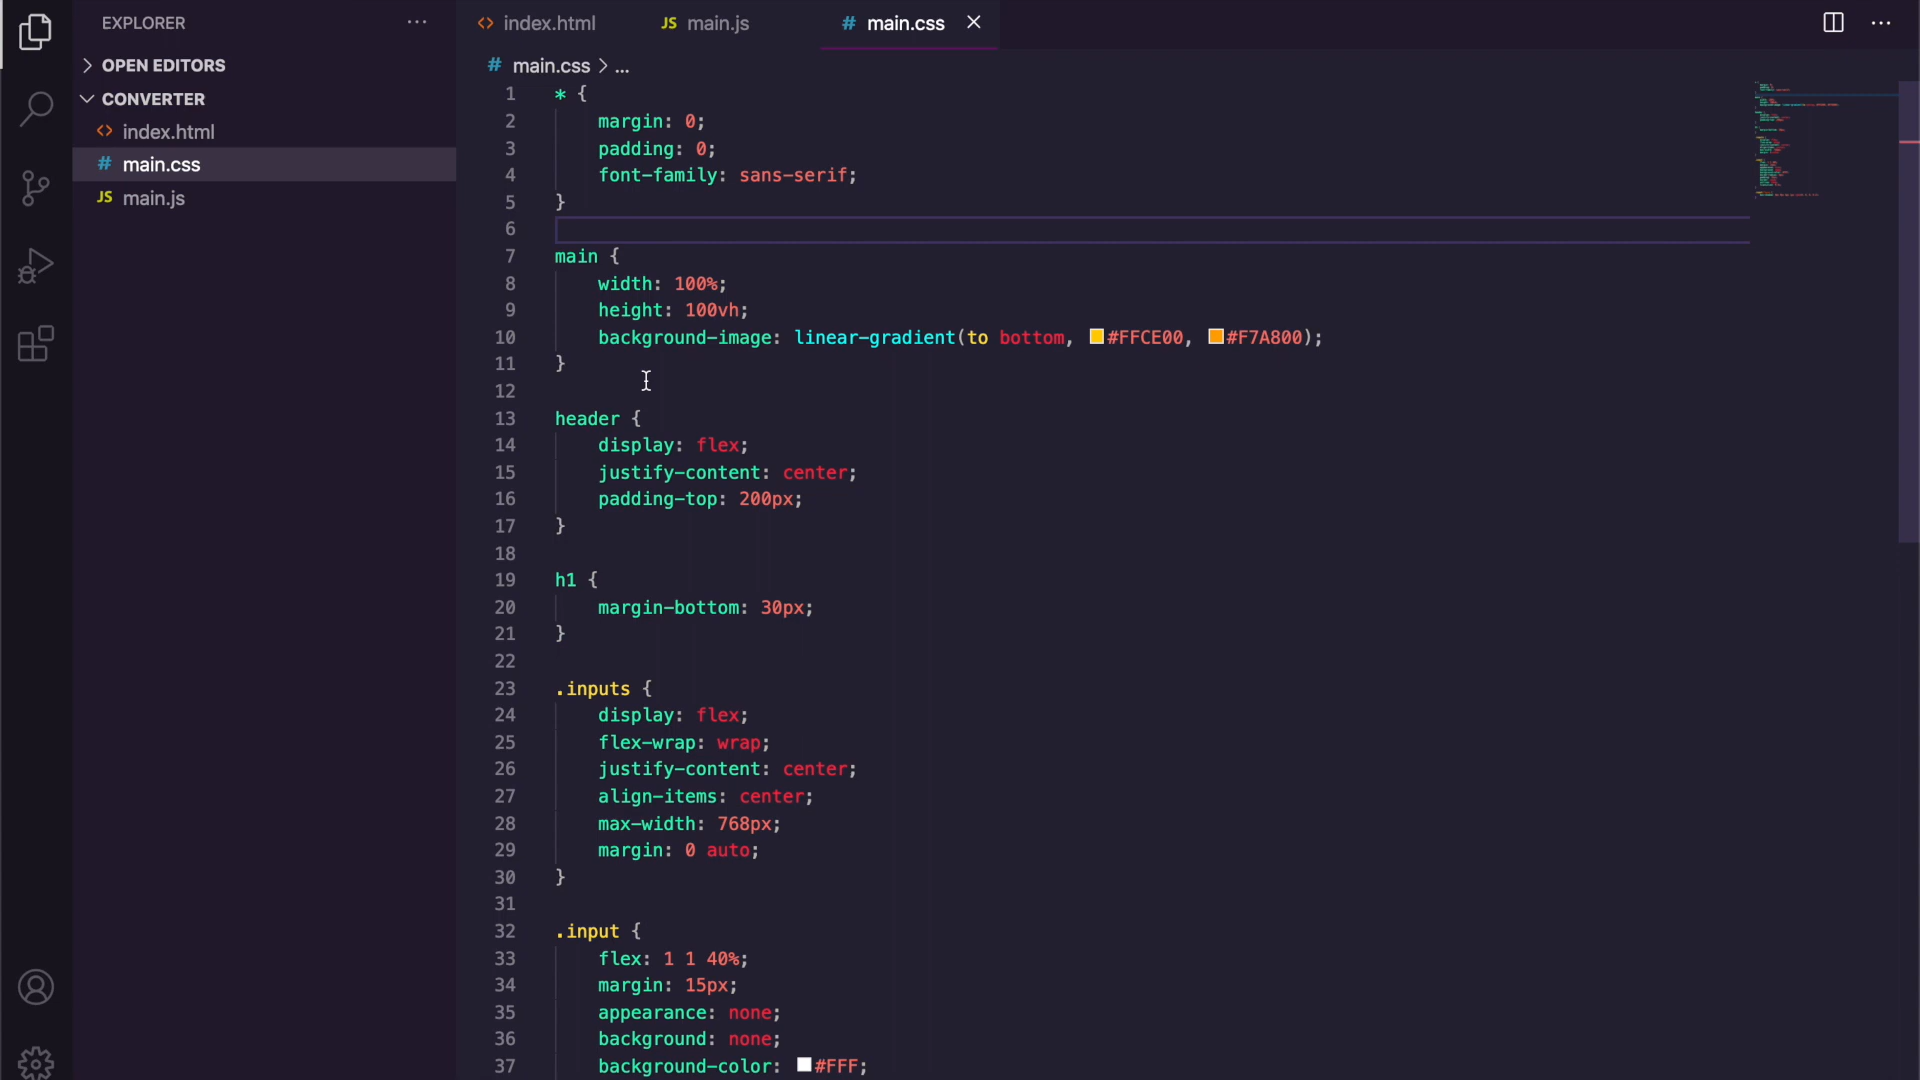 EXPLORER
index.html
JS main.js
# main.css
OPEN EDITORS
# main.css > ...
CONVERTER
index.html
# main.css
JS main.js
1 * {
2 margin: 0;
3 padding: 0;
4 font-family: sans-serif;
5 }
6
7 main {
8 width: 100%;
9 height: 100vh;
10 background-image: linear-gradient(to bottom, #FFCE00, #F7A800);
11 }
12
13 header {
14 display: flex;
15 justify-content: center;
16 padding-top: 200px;
17 }
18
19 h1 {
20 margin-bottom: 30px;
21 }
22
23 .inputs {
24 display: flex;
25 flex-wrap: wrap;
26 justify-content: center;
27 align-items: center;
28 max-width: 768px;
29 margin: 0 auto;
30 }
31
32 .input {
33 flex: 1 1 40%;
34 margin: 15px;
35 appearance: none;
36 background: none;
37 background-color: #FFF;